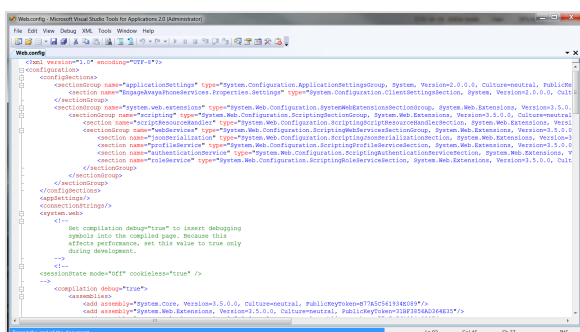 Web.config - Microsoft Visual Studio Tools for Applications 2.0 (Administrator)
File Edit View Debug XML Tools Window Help
Web.config
<?xml version="1.0" encoding="UTF-8"?>
<configuration>
<configSections>
<sectionGroup name="applicationSettings" type="System.Configuration.ApplicationSettingsGroup, System, Version=2.0.0.0, Culture=neutral, PublicKe
<section name="EngageAvayaPhoneServices.Properties.Settings" type="System.Configuration.ClientSettingsSection, System, Version=2.0.0.0, Cult
</sectionGroup>
<sectionGroup name="system.web.extensions" type="System.Web.Configuration.SystemWebExtensionsSectionGroup, System.Web.Extensions, Version=3.5.0.
<sectionGroup name="scripting" type="System.Web.Configuration.ScriptingSectionGroup, System.Web.Extensions, Version=3.5.0.0, Culture=neutral
<section name="scriptResourceHandler" type="System.Web.Configuration.ScriptingScriptResourceHandlerSection, System.Web.Extensions, Versi
<sectionGroup name="webServices" type="System.Web.Configuration.ScriptingWebServicesSectionGroup, System.Web.Extensions, Version=3.5.0.0
<section name="jsonSerialization" type="System.Web.Configuration.ScriptingJsonSerializationSection, System.Web.Extensions, Version=3
<section name="profileService" type="System.Web.Configuration.ScriptingProfileServiceSection, System.Web.Extensions, Version=3.5.0.0
<section name="authenticationService" type="System.Web.Configuration.ScriptingAuthenticationServiceSection, System.Web.Extensions, V
<section name="roleService" type="System.Web.Configuration.ScriptingRoleServiceSection, System.Web.Extensions, Version=3.5.0.0, Cult
</sectionGroup>
</sectionGroup>
</sectionGroup>
</configSections>
<appSettings/>
<connectionStrings/>
<system.web>
<!--
Set compilation debug="true" to insert debugging
symbols into the compiled page. Because this
affects performance, set this value to true only
during development.
-->
<!--
<sessionState mode="Off" cookieless="true" />
-->
<compilation debug="true">
<assemblies>
<add assembly="System.Core, Version=3.5.0.0, Culture=neutral, PublicKeyToken=B77A5C561934E089"/>
<add assembly="System.Web.Extensions, Version=3.5.0.0, Culture=neutral, PublicKeyToken=31BF3856AD364E35"/>